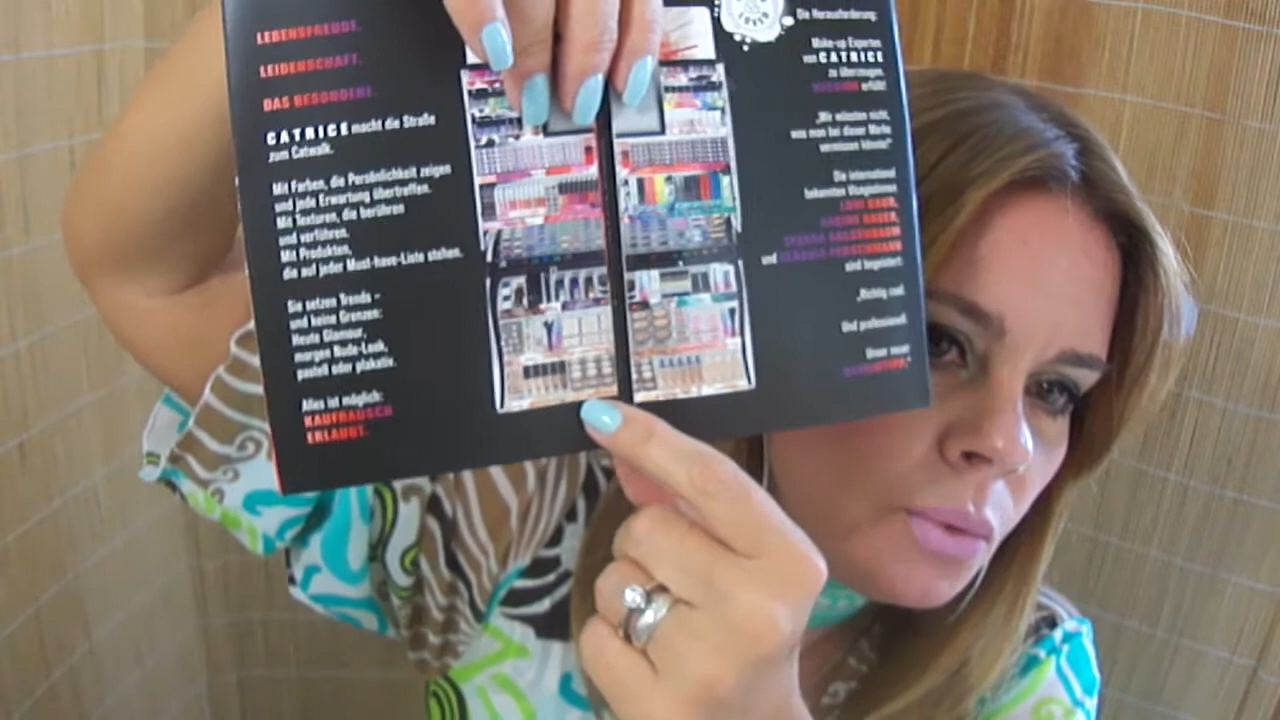 LEBENSFREUDE.
LEIDENSCHAFT.
DAS BESONDERE.
CATRICE macht die Straße
zum Catwalk.
Mit Farben, die Persönlichkeit zeigen
und jede Erwartung übertreffen.
Mit Texturen, die berühren
und verführen.
Mit Produkten,
die auf jeder Must-have-Liste stehen.
Sie setzen Trends –
und keine Grenzen:
Heute Glamour,
morgen Nude-Look,
pastell oder plakativ.
Alles ist möglich:
KAUFRAUSCH
ERLAUBT.
Die Herausforderung:
Make-up Experten
von CATRICE
zu überzeugen.
erfüllt!
„Wir wüssten nicht,
was man bei dieser Marke
vermissen könnte!"
Die international
bekannten Visagistinnen
und
sind begeistert:
„Richtig cool.
Und professionell.
Unser neuer